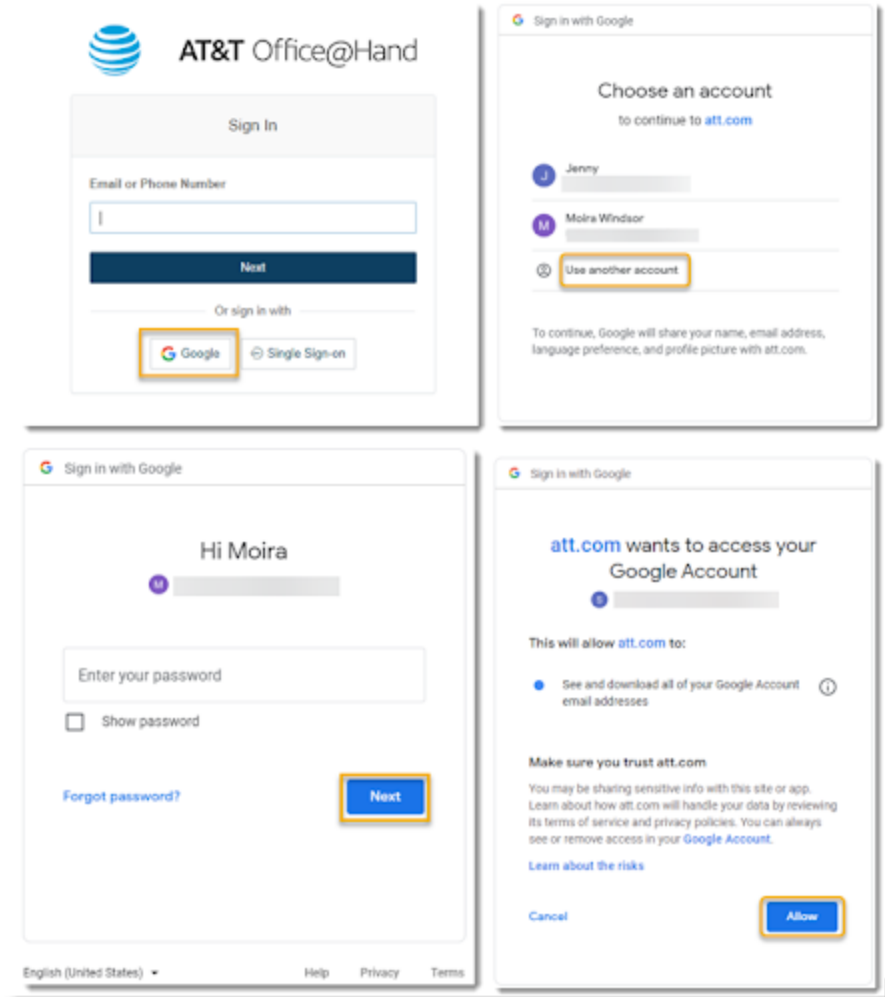 AT&T Office@Hand
Sign In
Email or Phone Number
Next
Or sign in with
Google
Single Sign-on
Sign in with Google
Choose an account
to continue to att.com
J
Jenny
M
Moira Windsor
Use another account
To continue, Google will share your name, email address,
language preference, and profile picture with att.com.
Sign in with Google
Hi Moira
M
Enter your password
Show password
Forgot password?
Next
English (United States)
Help
Privacy
Terms
Sign in with Google
att.com wants to access your
Google Account
S
This will allow att.com to:
See and download all of your Google Account
email addresses
Make sure you trust att.com
You may be sharing sensitive info with this site or app.
Learn about how att.com will handle your data by reviewing
its terms of service and privacy policies. You can always
see or remove access in your Google Account.
Learn about the risks
Cancel
Allow